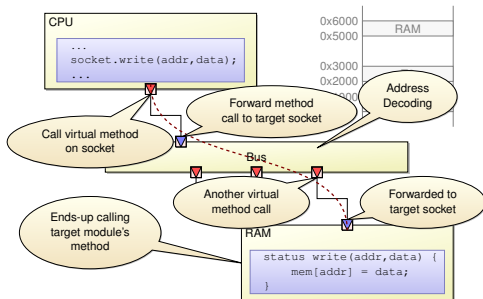 CPU
...
socket.write(addr,data);
...
0x6000
RAM
0x5000
0x3000
0x2000
Forward method
call to target socket
Address
Decoding
Call virtual method
on socket
Bus
Another virtual
method call
Forwarded to
target socket
Ends-up calling
target module's
method
RAM
status write(addr,data) {
mem[addr] = data;
}